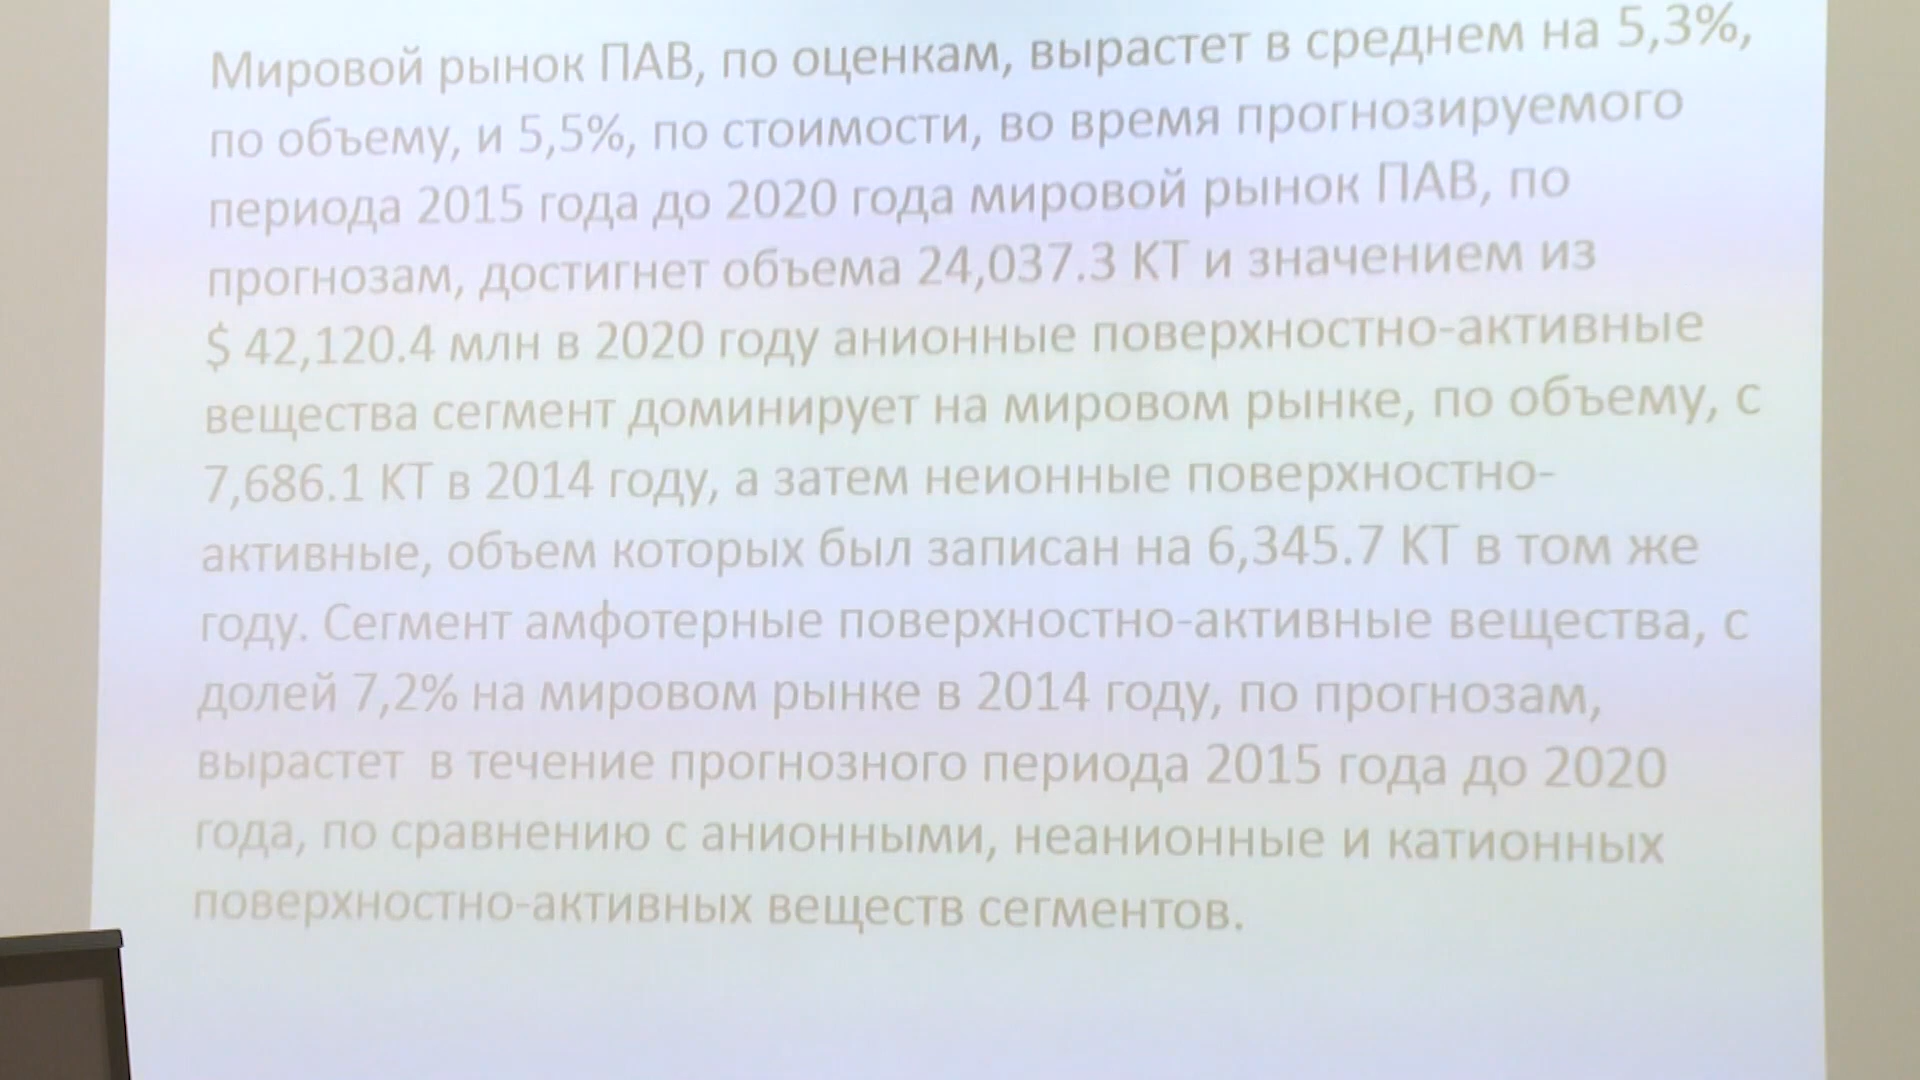 Мировой рынок ПАВ, по оценкам, вырастет в среднем на 5,3%,
по объему, и 5,5%, по стоимости, во время прогнозируемого
периода 2015 года до 2020 года мировой рынок ПАВ, по
прогнозам, достигнет объема 24,037.3 КТ и значением из
$ 42,120.4 млн в 2020 году анионные поверхностно-активные
вещества сегмент доминирует на мировом рынке, по объему, с
7,686.1 КТ в 2014 году, а затем неионные поверхностно-
активные, объем которых был записан на 6,345.7 КТ в том же
году. Сегмент амфотерные поверхностно-активные вещества, с
долей 7,2% на мировом рынке в 2014 году, по прогнозам,
вырастет  в течение прогнозного периода 2015 года до 2020
года, по сравнению с анионными, неанионные и катионных
поверхностно-активных веществ сегментов.